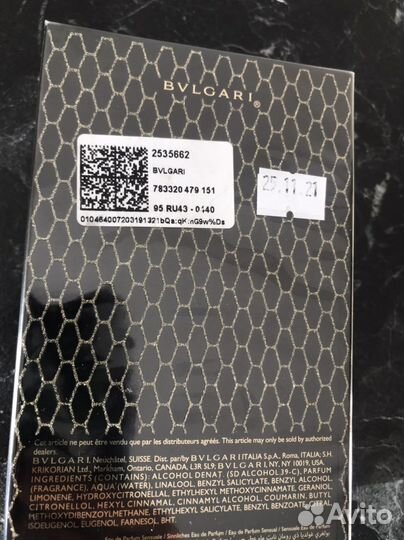 BVLGARI®
2535662
BVLGARI
783320 479 151
95 RU43 - 0440
25.11.21
Cet article ne peut être vendu que par les distributeurs agréés. This article may only be sold by authorized
dealers.
BVLGARI, Neûchâtel, SUISSE. Dist. par/by BVLGARI ITALIA S.p.A., Roma, ITALIA; S.H.
KRIKORIAN Ltd., Markham, Ontario, CANADA, L3R 5L9; BVLGARI, NY, NY 10019, USA.
INGREDIENTS (CONTAINS): ALCOHOL DENAT. (SD ALCOHOL 39-C), PARFUM
(FRAGRANCE), AQUA (WATER), LINALOOL, BENZYL SALICYLATE, BENZYL ALCOHOL,
LIMONENE, HYDROXYCITRONELLAL, ETHYLHEXYL METHOXYCINNAMATE, GERANIOL,
CITRONELLOL, HEXYL CINNAMAL, CINNAMYL ALCOHOL, COUMARIN, BUTYL
METHOXYDIBENZOYLMETHANE, ETHYLHEXYL SALICYLATE, BENZYL BENZOATE,
ISOEUGENOL, EUGENOL, FARNESOL, BHT.
Eau de Parfum Sensuelle
Avito